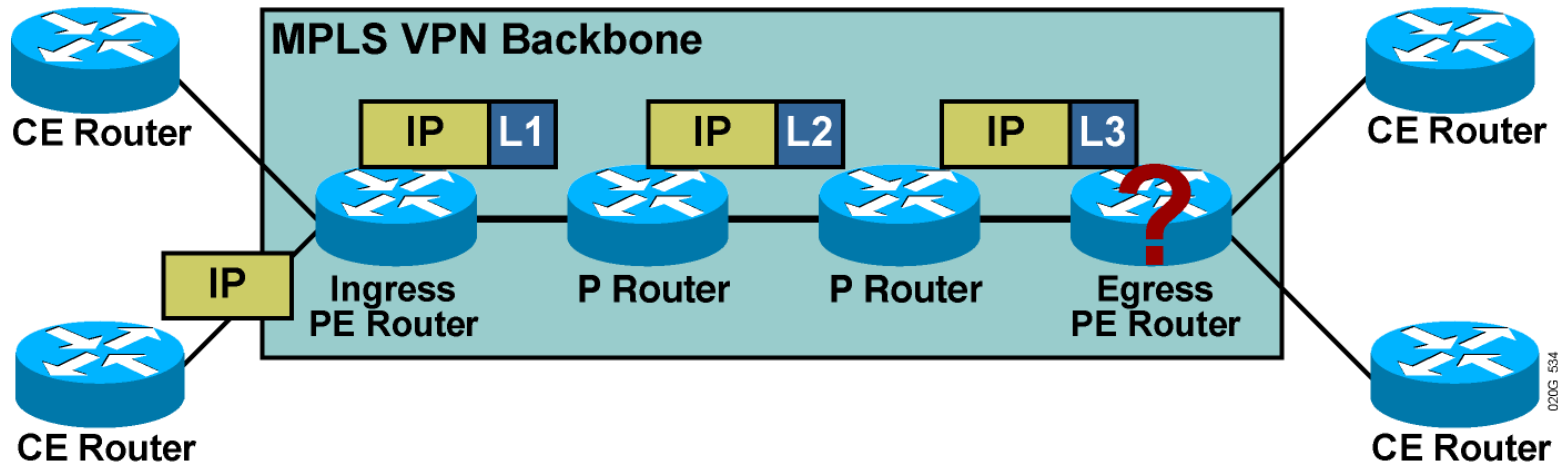 MPLS VPN Backbone
CE Router
CE Router
IP L1
IP L2
IP L3
?
IP
Ingress
PE Router
P Router
P Router
Egress
PE Router
CE Router
CE Router
020G_534